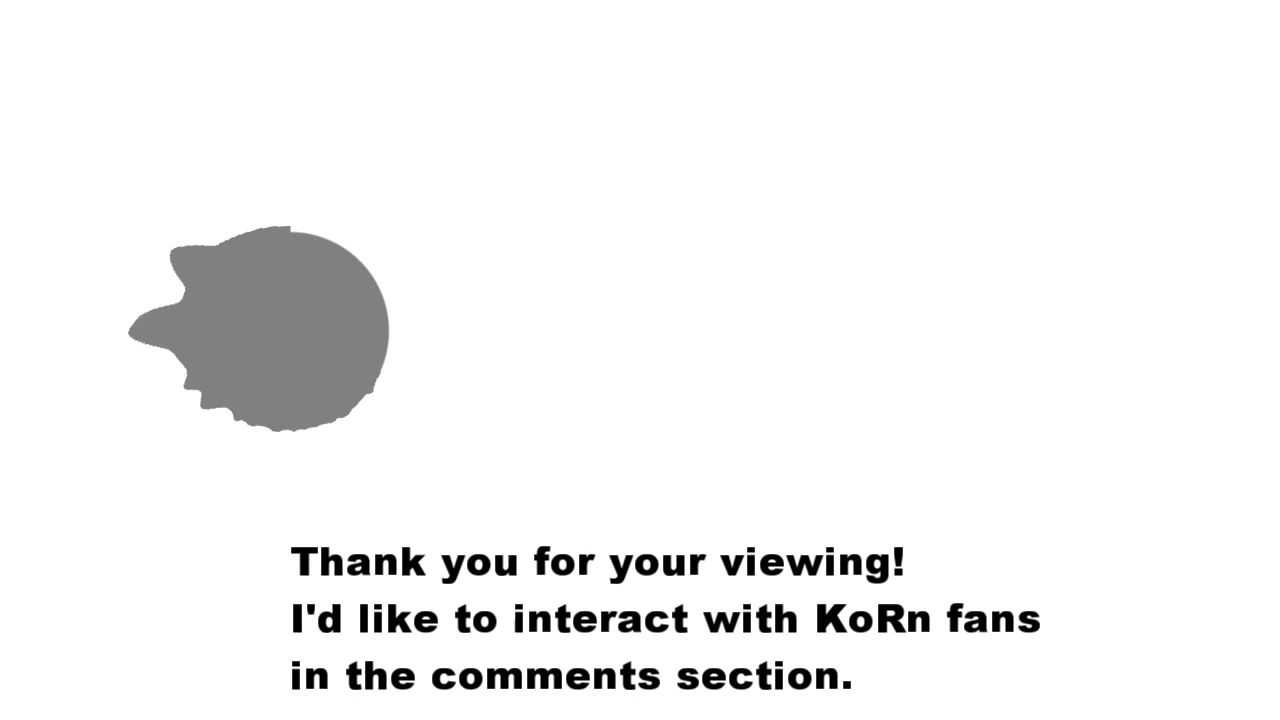 Thank you for your viewing!
I'd like to interact with KoRn fans
in the comments section.